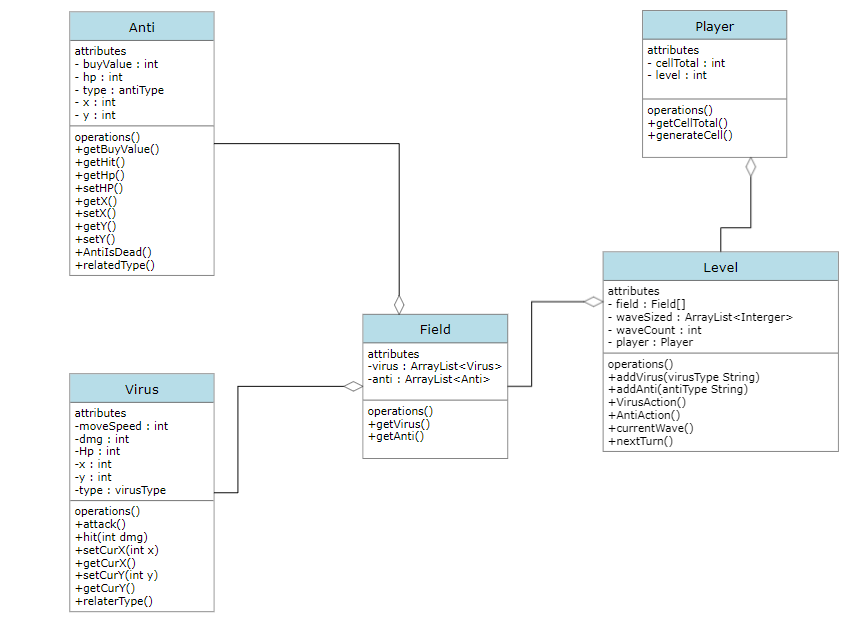 Anti
attributes
- buyValue : int
- hp : int
- type : antiType
- x : int
- y : int
operations()
+getBuyValue()
+getHit()
+getHp()
+setHP()
+getX()
+setX()
+getY()
+setY()
+AntiIsDead()
+relatedType()
Player
attributes
- cellTotal : int
- level : int
operations()
+getCellTotal()
+generateCell()
Level
attributes
- field : Field[]
- waveSized : ArrayList<Interger>
- waveCount : int
- player : Player
operations()
+addVirus(virusType String)
+addAnti(antiType String)
+VirusAction()
+AntiAction()
+currentWave()
+nextTurn()
Field
attributes
-virus : ArrayList<Virus>
-anti : ArrayList<Anti>
operations()
+getVirus()
+getAnti()
Virus
attributes
-moveSpeed : int
-dmg : int
-Hp : int
-x : int
-y : int
-type : virusType
operations()
+attack()
+hit(int dmg)
+setCurX(int x)
+getCurX()
+setCurY(int y)
+getCurY()
+relaterType()